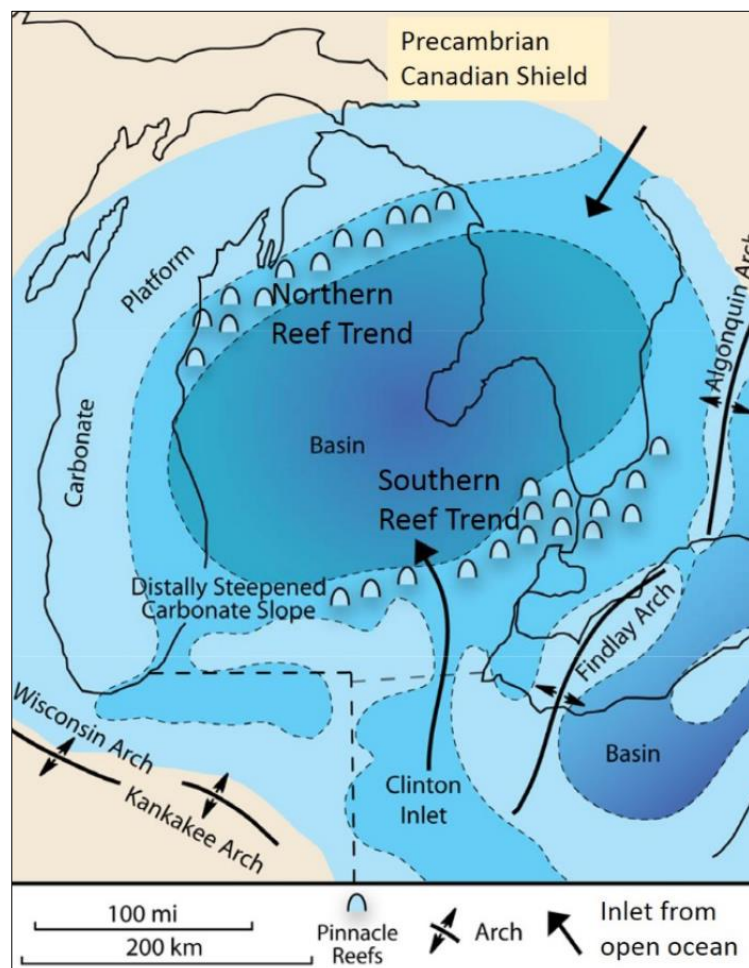 Precambrian
Canadian Shield
Platform
Northern
Reef Trend
Algonquin Arch
Carbonate
Basin
Southern
Reef Trend
Distally Steepened
Carbonate Slope
Findlay Arch
Wisconsin Arch
Kankakee Arch
Clinton
Inlet
Basin
100 mi
200 km
Pinnacle
Reefs
Arch
Inlet from
open ocean